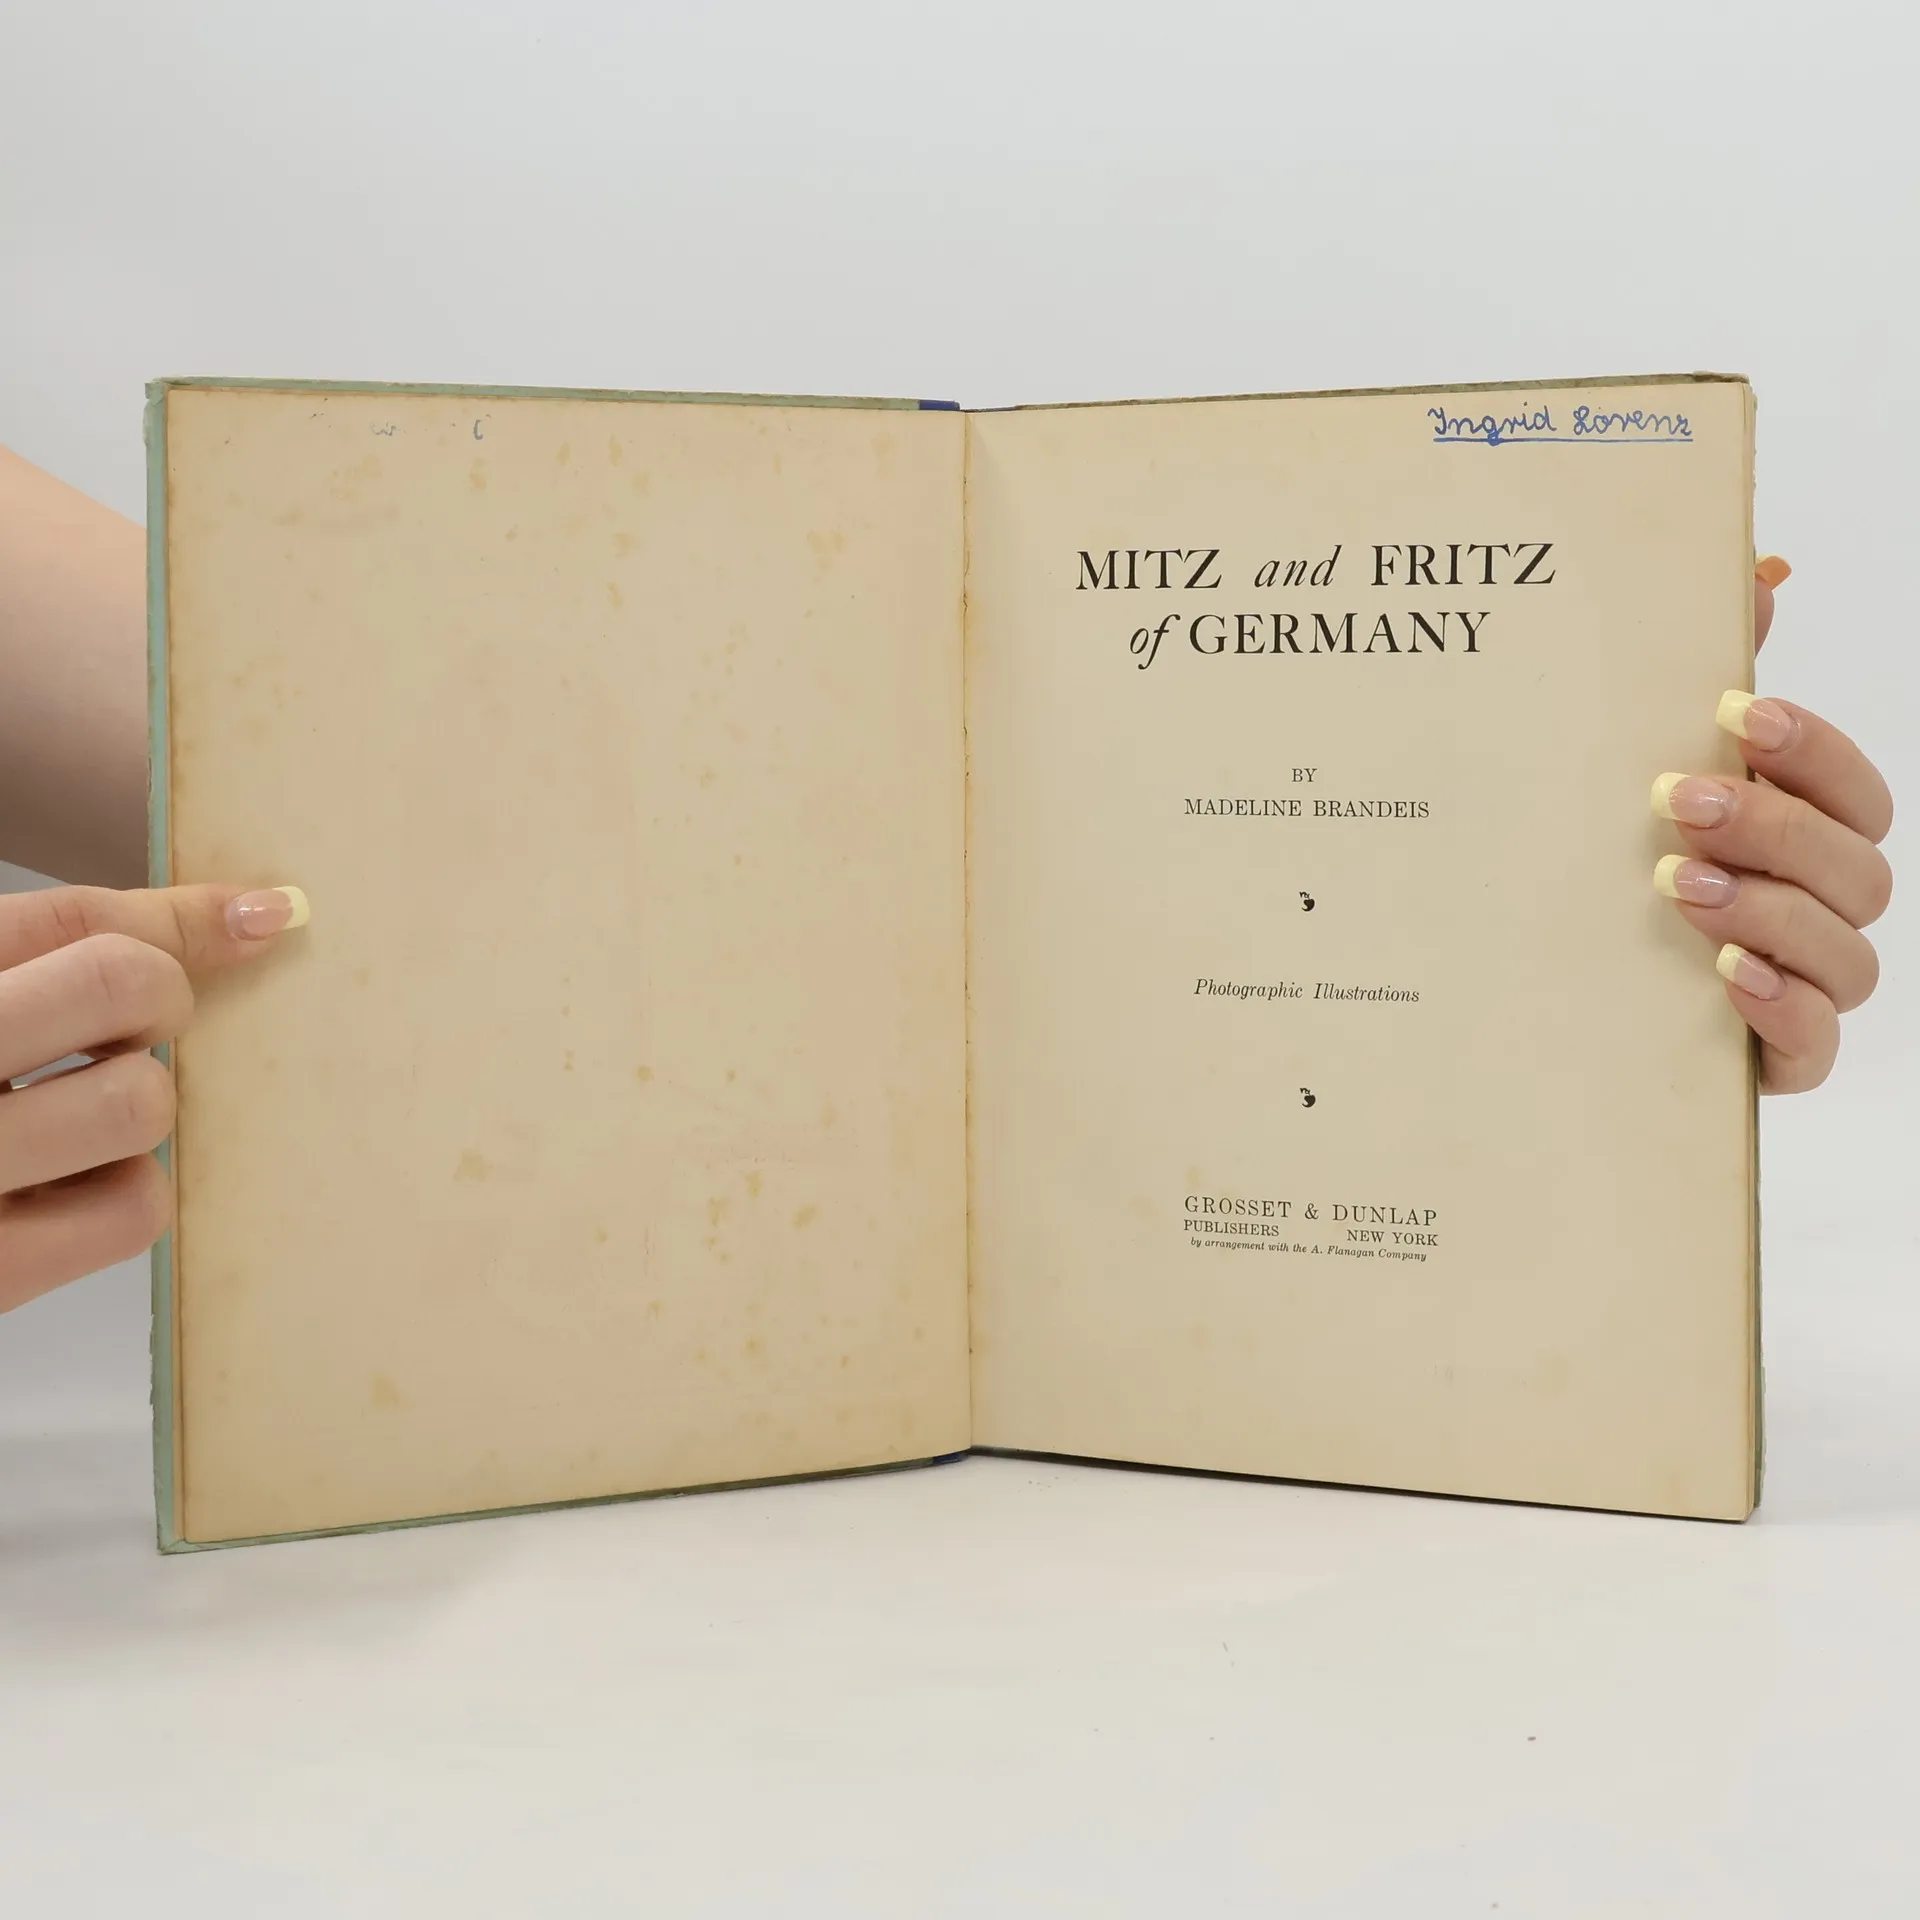 Ingrid Lorenz
MITZ and FRITZ
of GERMANY
BY
MADELINE BRANDEIS
Photographic Illustrations
GROSSET & DUNLAP
PUBLISHERS NEW YORK
by arrangement with the A. Flanagan Company